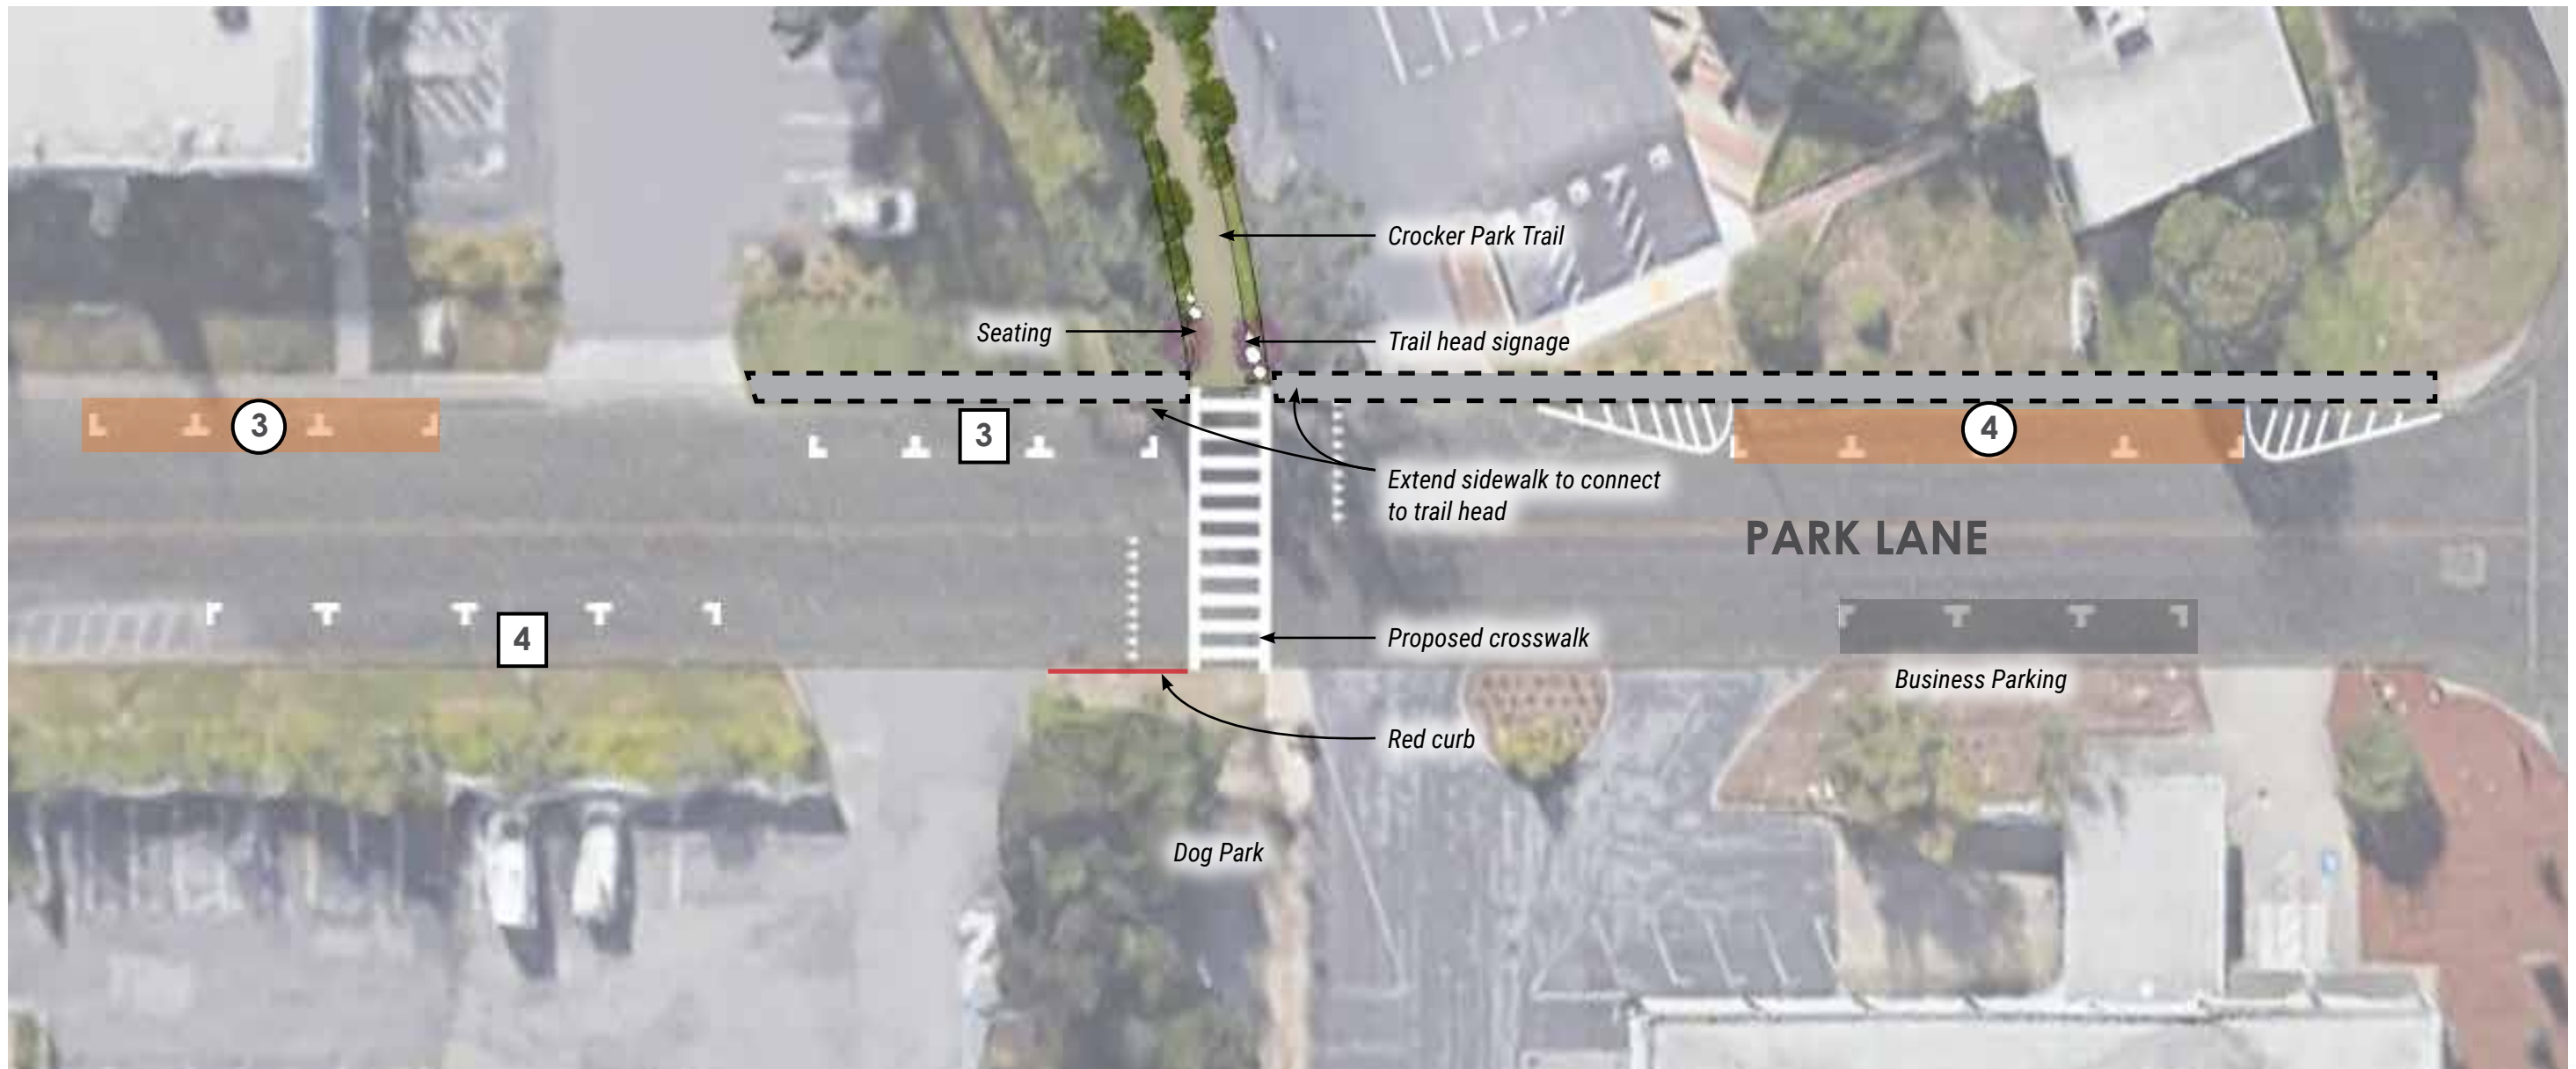 Crocker Park Trail
Seating
Trail head signage
3
3
4
Extend sidewalk to connect
to trail head
PARK LANE
4
Proposed crosswalk
Business Parking
Red curb
Dog Park